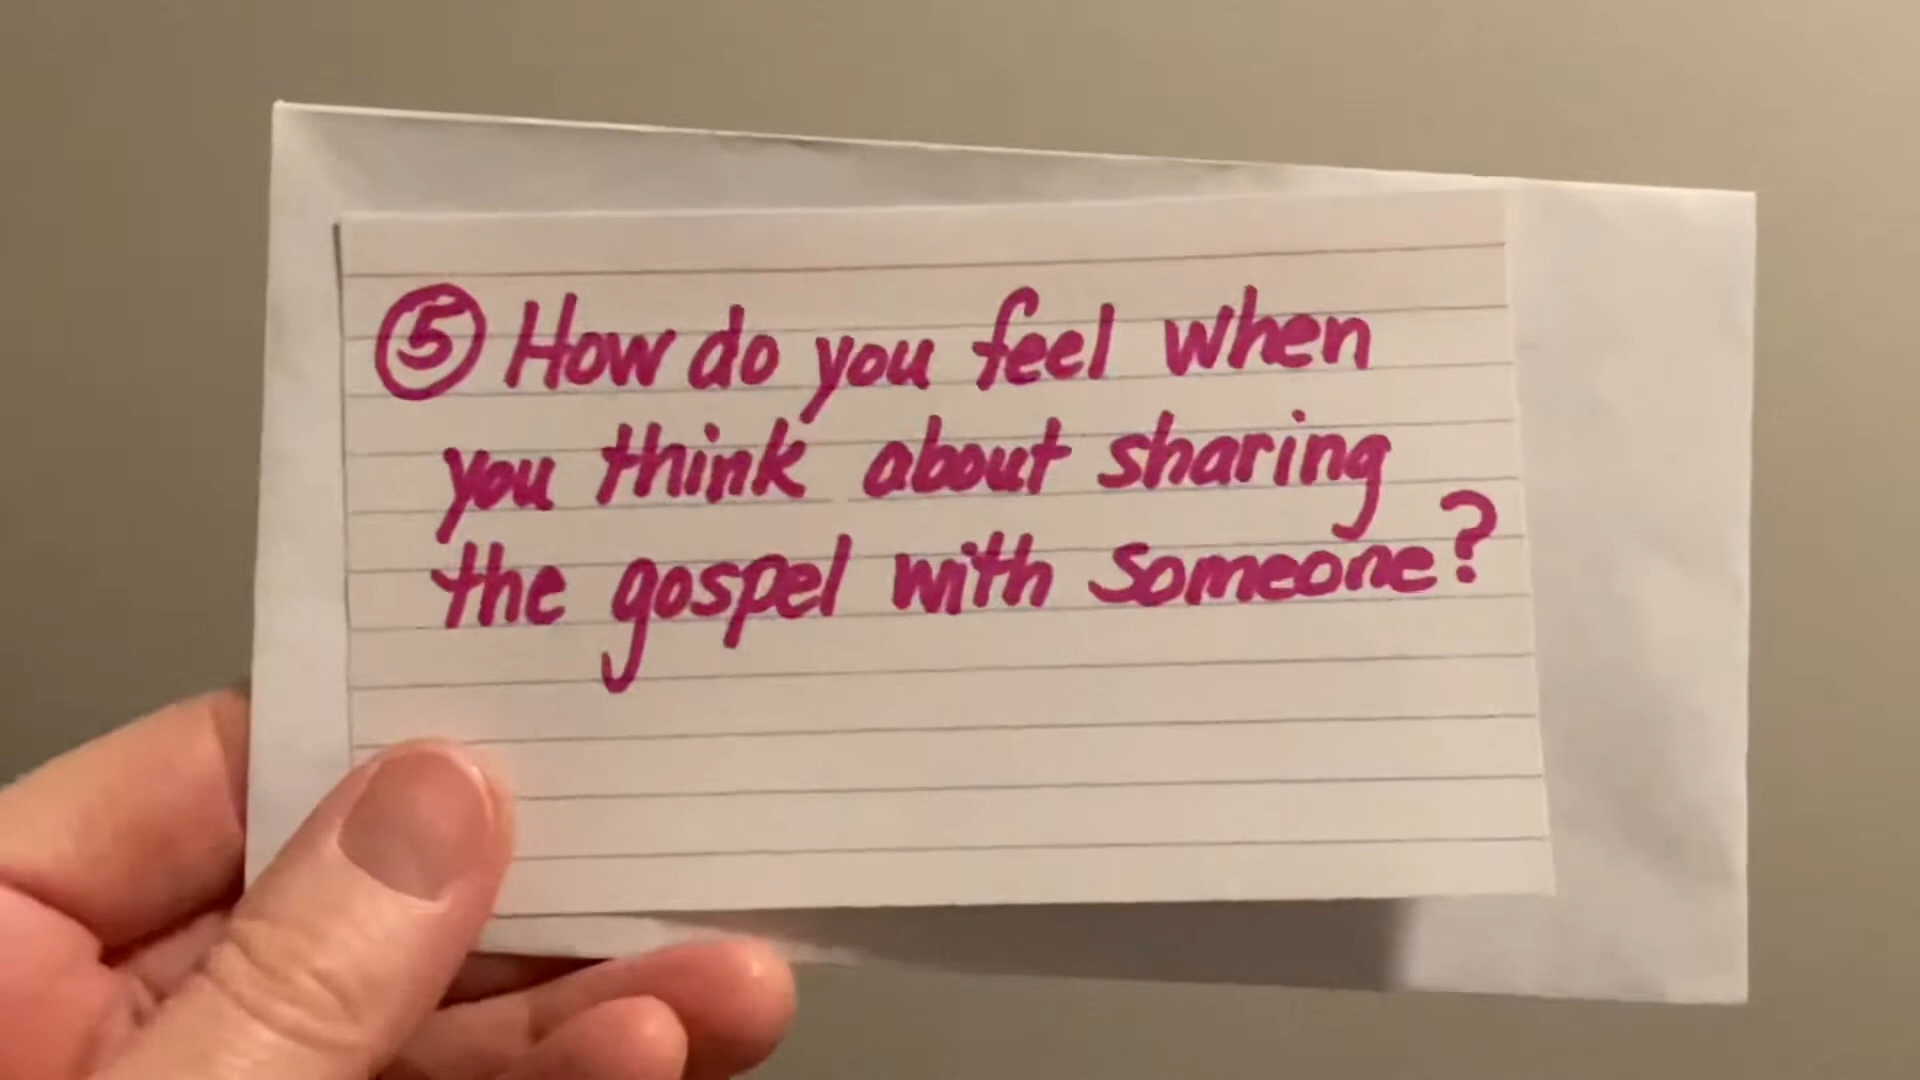 ⑤ How do you feel when
you think about sharing
the gospel with someone?